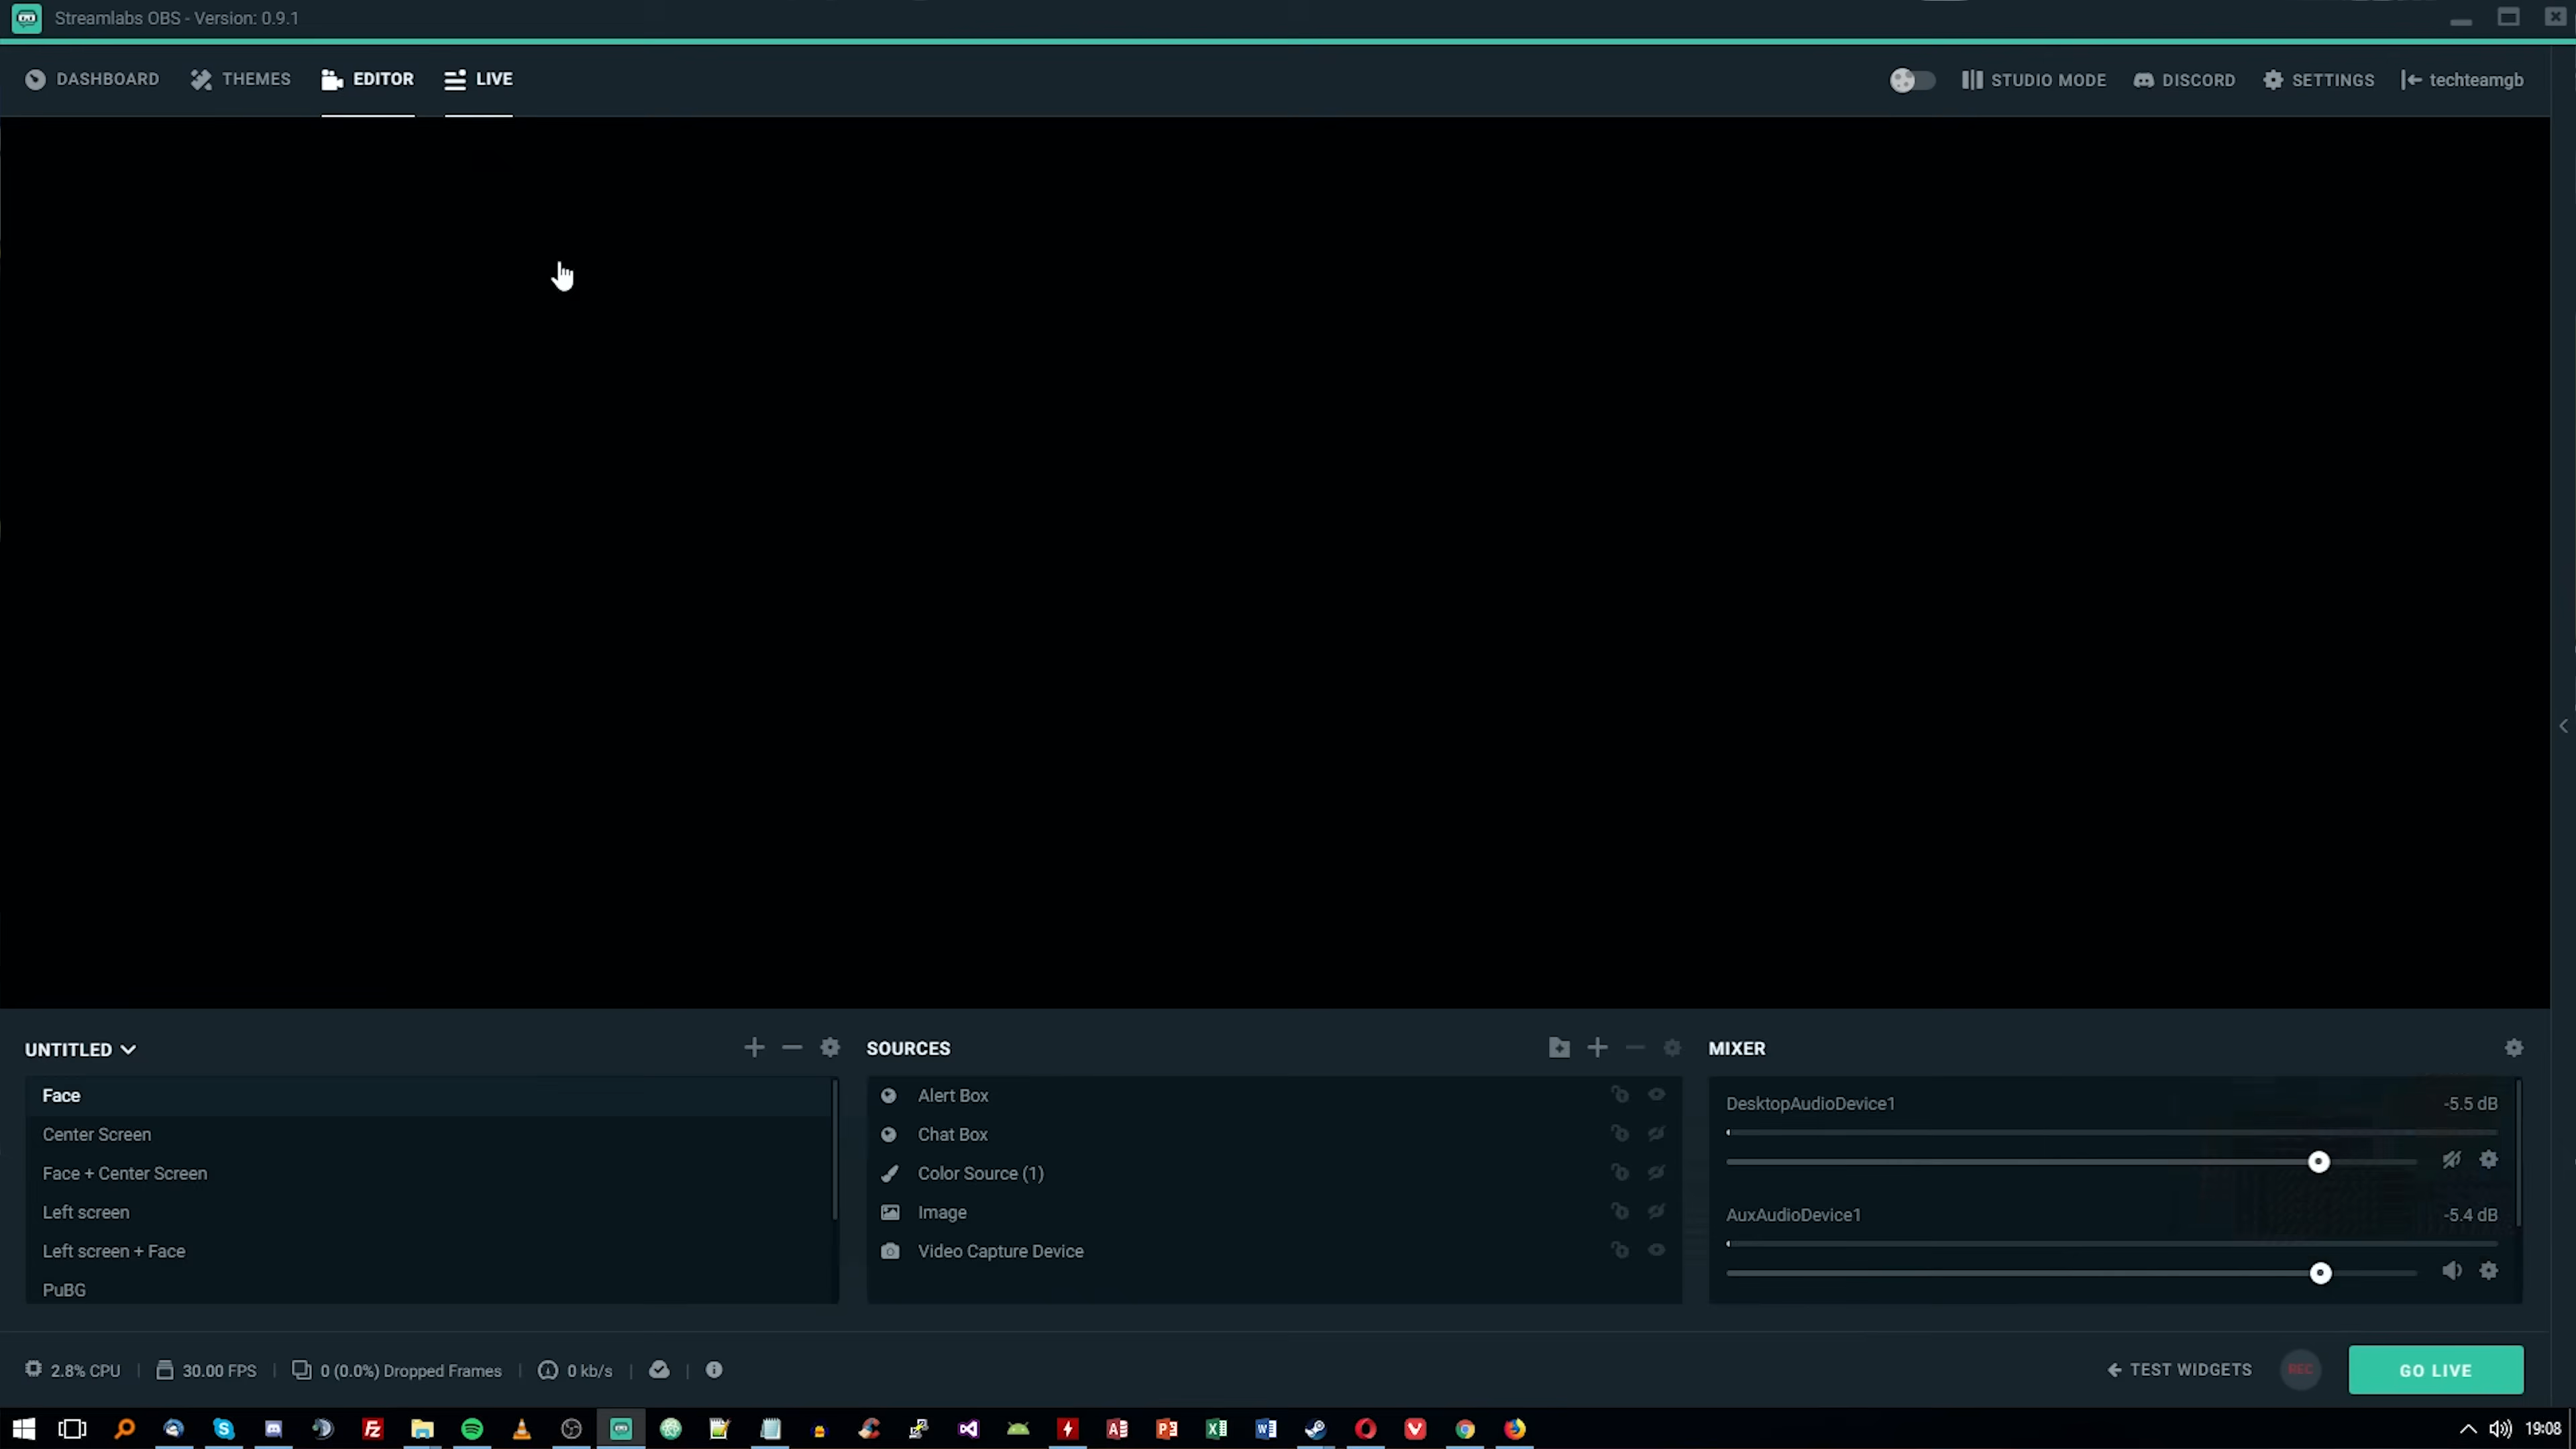 Streamlabs OBS - Version: 0.9.1
DASHBOARD THEMES EDITOR LIVE STUDIO MODE DISCORD SETTINGS techteamgb
UNTITLED SOURCES MIXER
Face
Center Screen
Face + Center Screen
Left screen
Left screen + Face
PuBG
Alert Box
Chat Box
Color Source (1)
Image
Video Capture Device
DesktopAudioDevice1 -5.5 dB
AuxAudioDevice1 -5.4 dB
2.8% CPU 30.00 FPS 0 (0.0%) Dropped Frames 0 kb/s TEST WIDGETS REC GO LIVE
19:08